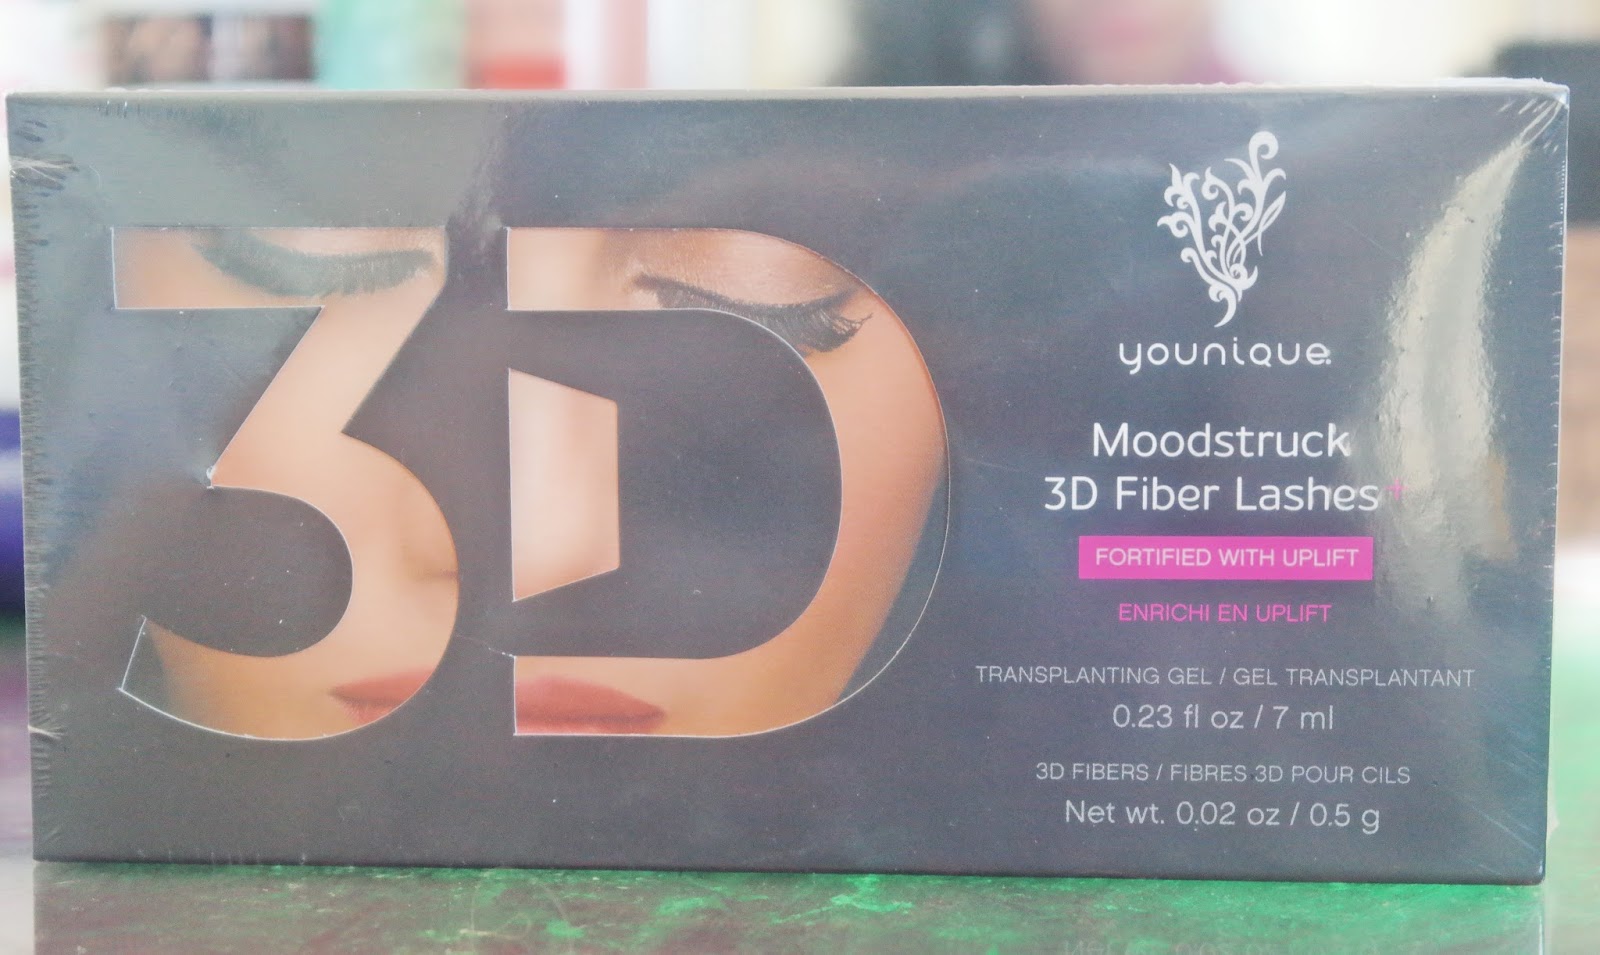 3D
younique
Moodstruck
3D Fiber Lashes+
FORTIFIED WITH UPLIFT
ENRICHI EN UPLIFT
TRANSPLANTING GEL / GEL TRANSPLANTANT
0.23 fl oz / 7 ml
3D FIBERS / FIBRES 3D POUR CILS
Net wt. 0.02 oz / 0.5 g